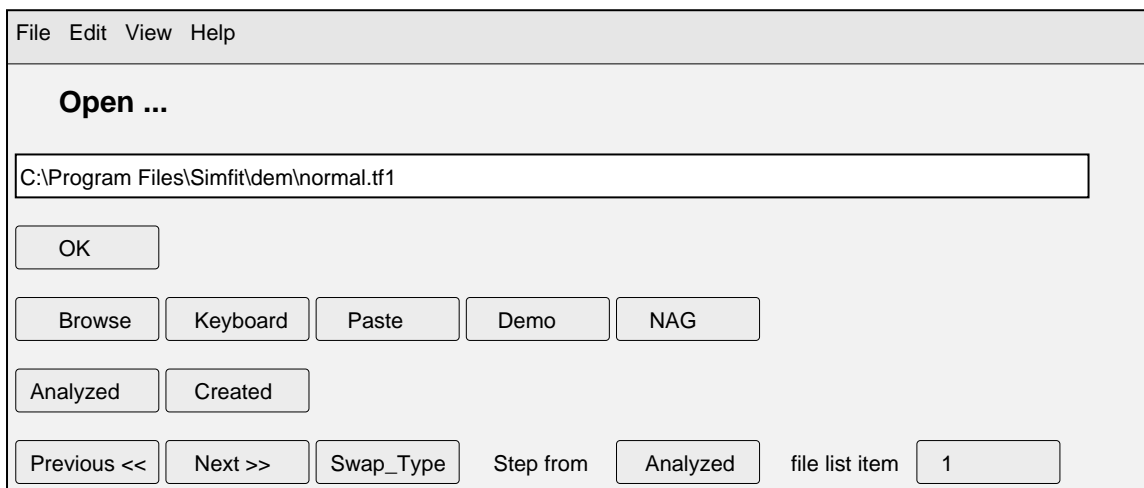 File Edit View Help
Open ...
C:\Program Files\Simfit\dem\normal.tf1
OK
Browse Keyboard Paste Demo NAG
Analyzed Created
Previous << Next >> Swap_Type Step from Analyzed file list item 1